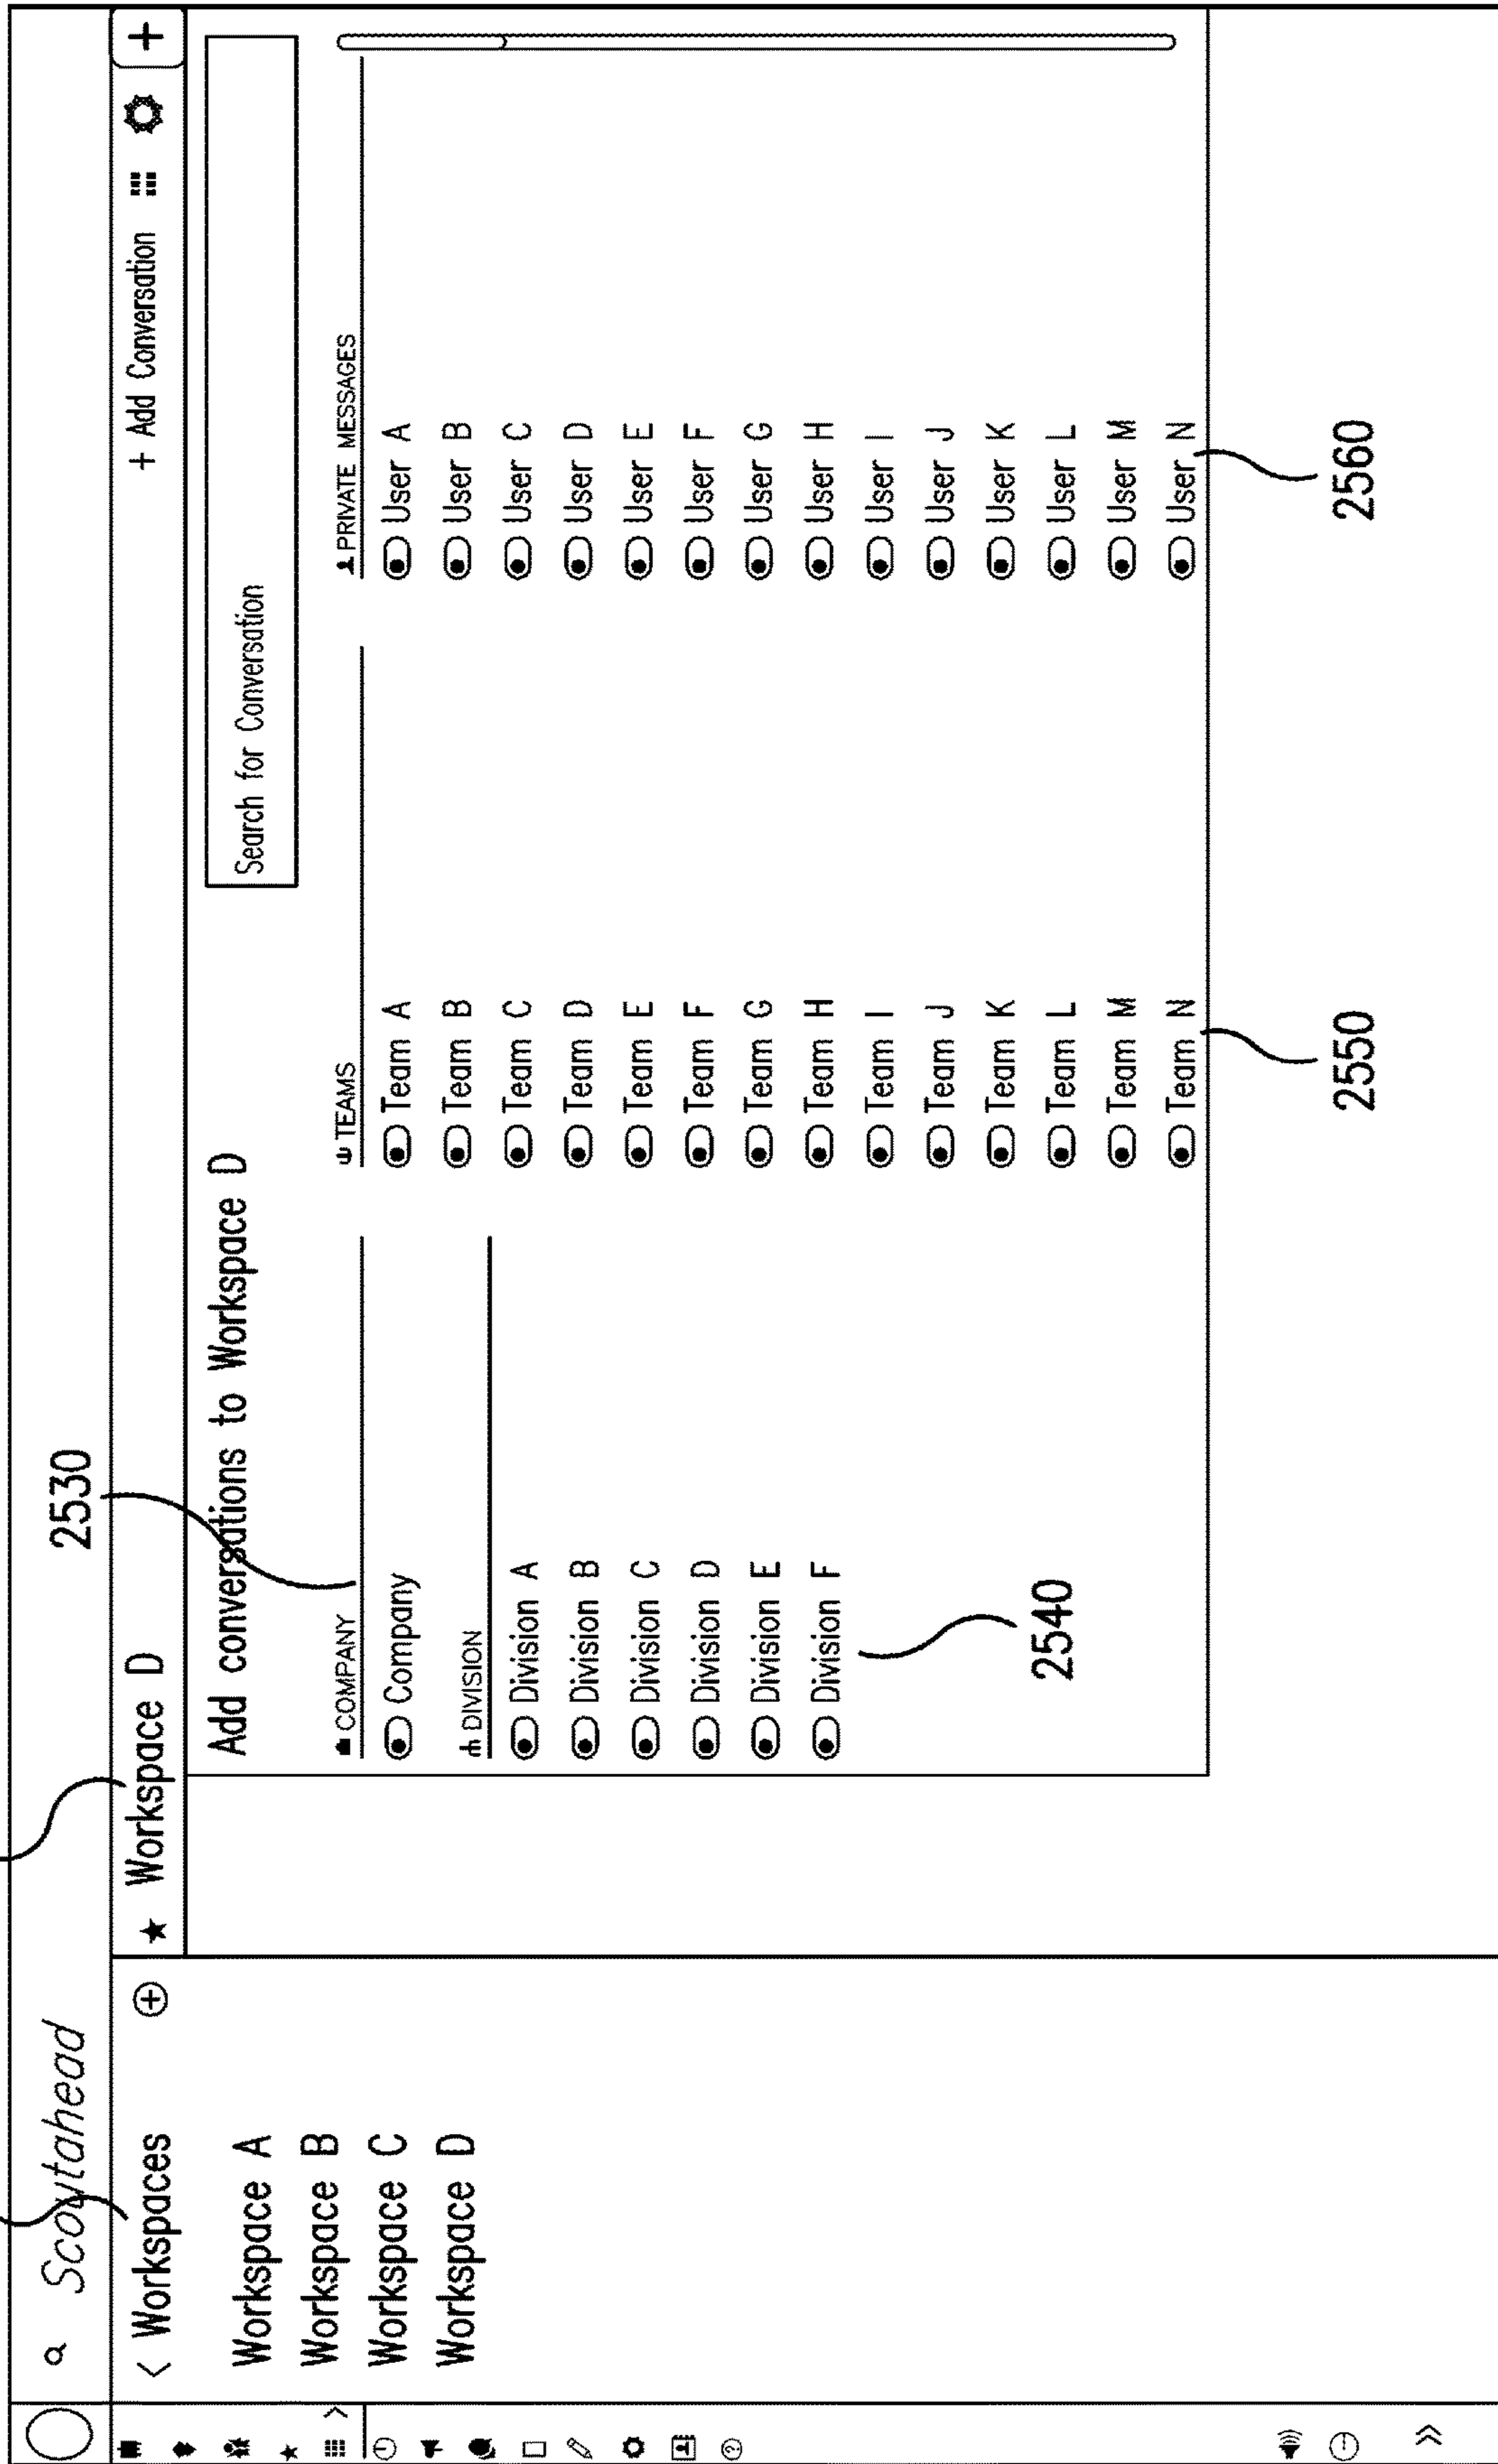 Scoutahead
2530
< Workspaces
Workspace A
Workspace B
Workspace C
Workspace D
★ Workspace D
+ Add Conversation
+
Add conversations to Workspace D
Search for Conversation
COMPANY
Company
DIVISION
Division A
Division B
Division C
Division D
Division E
Division F
2540
TEAMS
Team A
Team B
Team C
Team D
Team E
Team F
Team G
Team H
Team I
Team J
Team K
Team L
Team M
Team N
2550
PRIVATE MESSAGES
User A
User B
User C
User D
User E
User F
User G
User H
User I
User J
User K
User L
User M
User N
2560